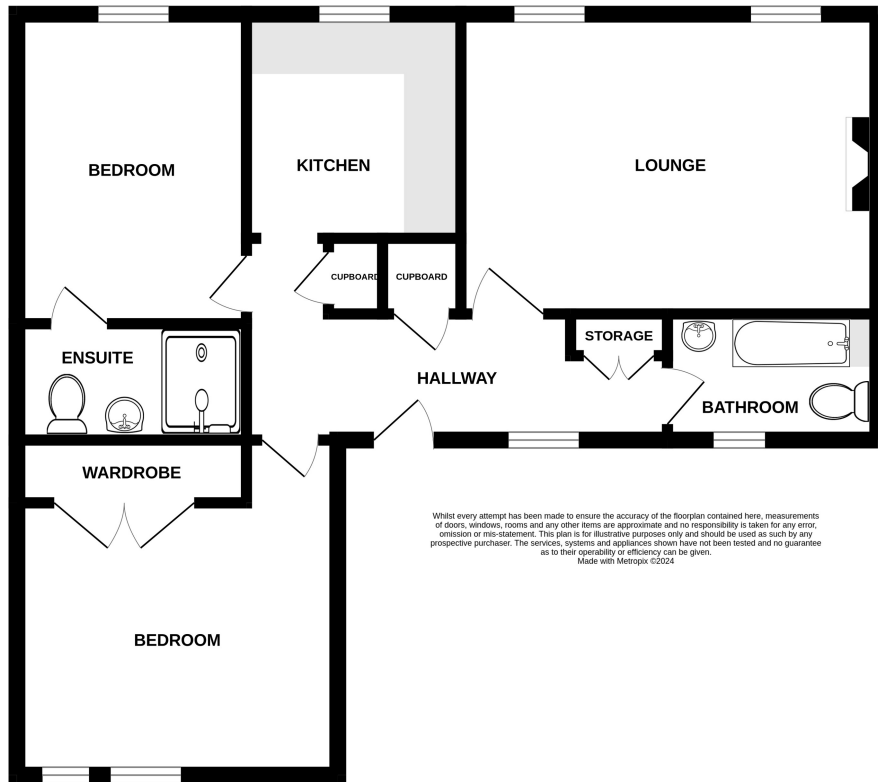 BEDROOM
KITCHEN
LOUNGE
CUPBOARD
CUPBOARD
STORAGE
ENSUITE
HALLWAY
BATHROOM
WARDROBE
Whilst every attempt has been made to ensure the accuracy of the floorplan contained here, measurements
of doors, windows, rooms and any other items are approximate and no responsibility is taken for any error,
omission or mis-statement. This plan is for illustrative purposes only and should be used as such by any
prospective purchaser. The services, systems and appliances shown have not been tested and no guarantee
as to their operability or efficiency can be given.
Made with Metropix ©2024
BEDROOM